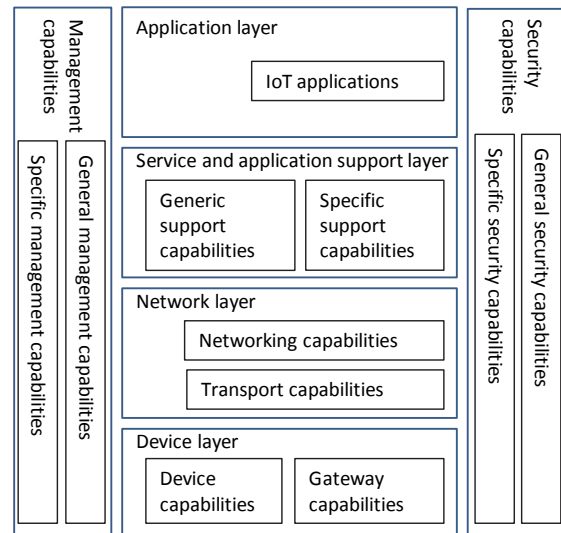 Management
capabilities
Specific management capabilities
General management capabilities
Application layer
IoT applications
Service and application support layer
Generic
support
capabilities
Specific
support
capabilities
Network layer
Networking capabilities
Transport capabilities
Device layer
Device
capabilities
Gateway
capabilities
Security
capabilities
Specific security capabilities
General security capabilities